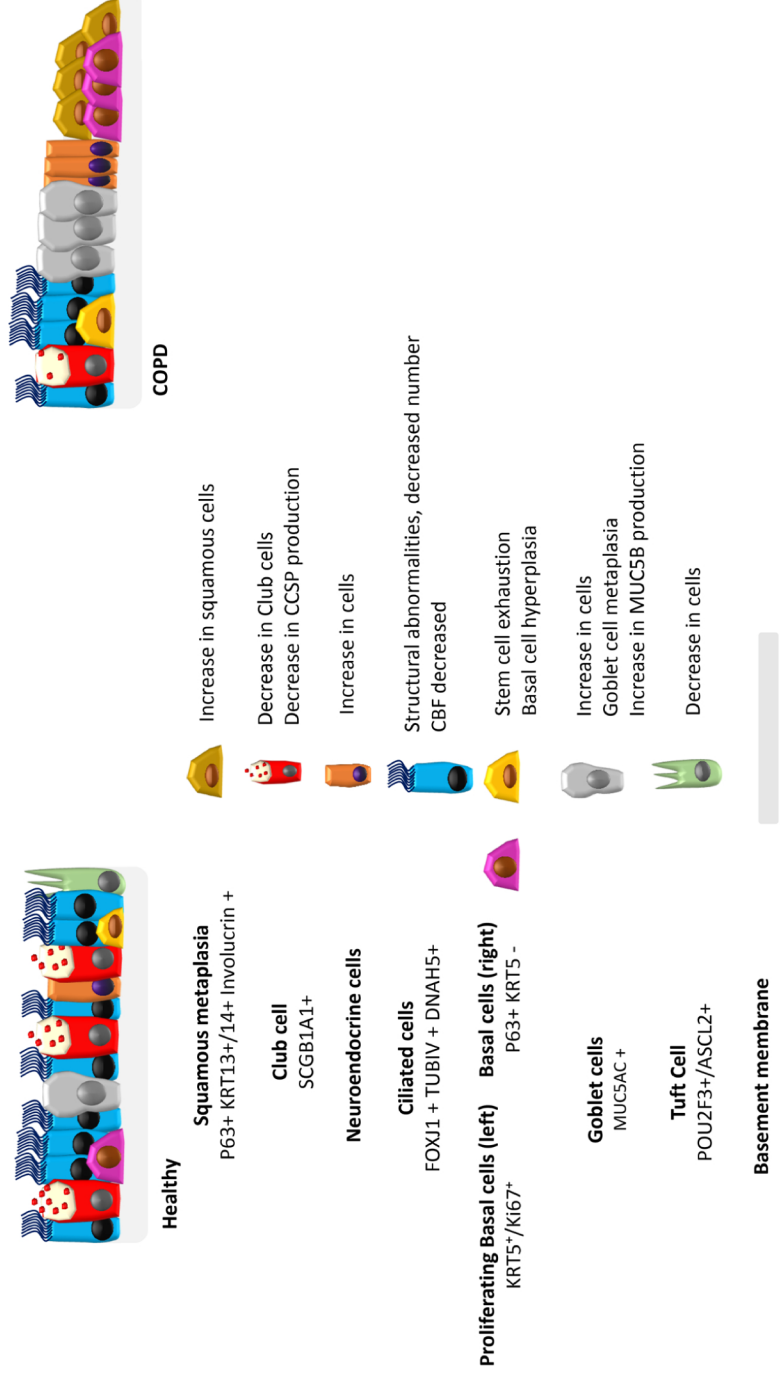 Healthy
COPD
Squamous metaplasia
P63+ KRT13+/14+ Involucrin +
Increase in squamous cells
Club cell
SCGB1A1+
Decrease in Club cells
Decrease in CCSP production
Neuroendocrine cells
Increase in cells
Ciliated cells
FOXJ1 + TUBIV + DNAH5+
Structural abnormalities, decreased number
CBF decreased
Proliferating Basal cells (left)
KRT5⁺/Ki67⁺
Basal cells (right)
P63+ KRT5 -
Stem cell exhaustion
Basal cell hyperplasia
Goblet cells
MUC5AC +
Increase in cells
Goblet cell metaplasia
Increase in MUC5B production
Tuft Cell
POU2F3+/ASCL2+
Decrease in cells
Basement membrane